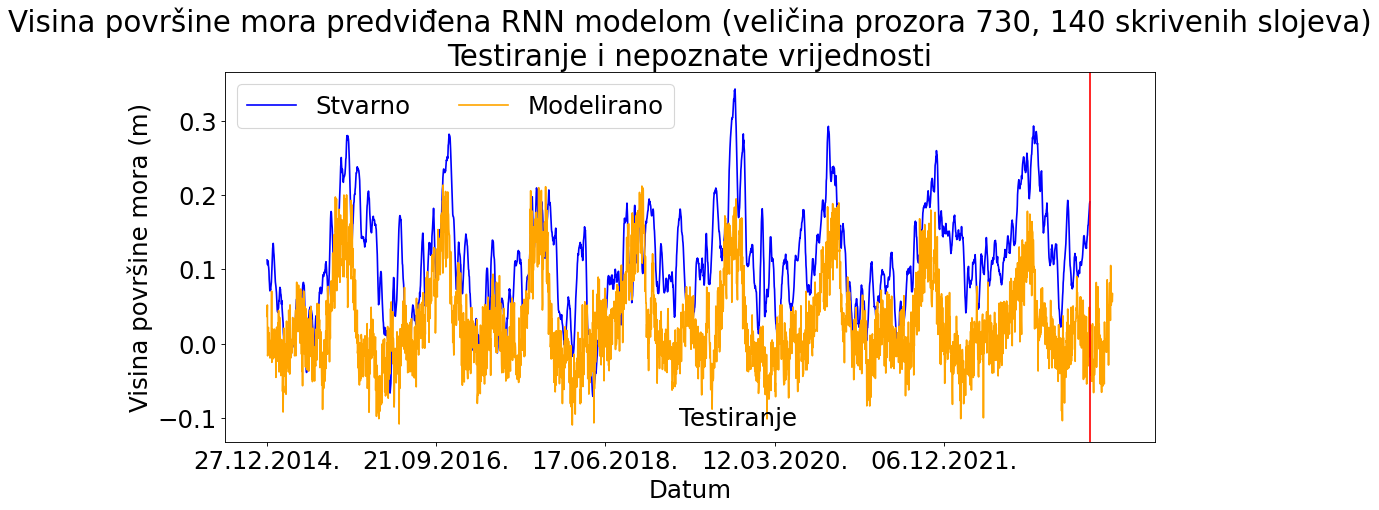 Visina površine mora predviđena RNN modelom (veličina prozora 730, 140 skrivenih slojeva)
Testiranje i nepoznate vrijednosti
Stvarno Modelirano
Visina površine mora (m)
0.3
0.2
0.1
0.0
−0.1
Testiranje
27.12.2014. 21.09.2016. 17.06.2018. 12.03.2020. 06.12.2021.
Datum